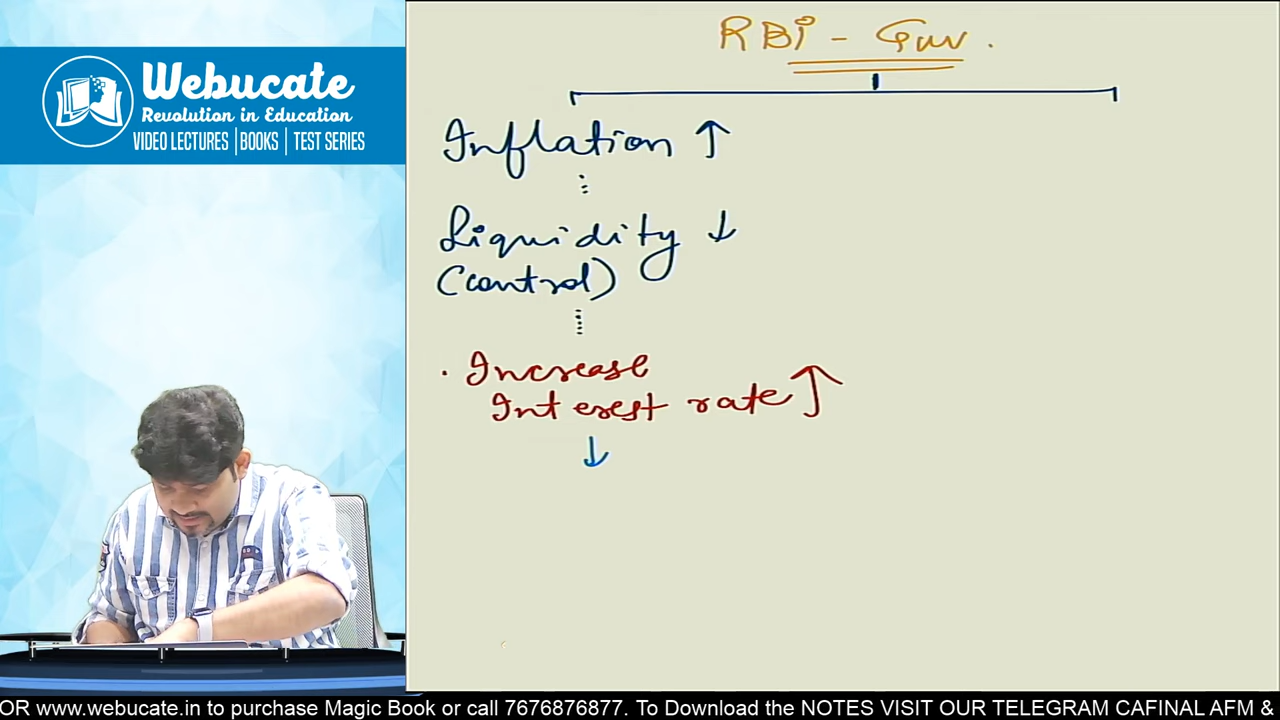 Webucate
Revolution in Education
VIDEO LECTURES | BOOKS | TEST SERIES
RBI - Gov.
Inflation ↑
Liquidity ↓
(control)
. Increase
Interest rate ↑
↓
OR www.webucate.in to purchase Magic Book or call 7676876877. To Download the NOTES VISIT OUR TELEGRAM CAFINAL AFM &